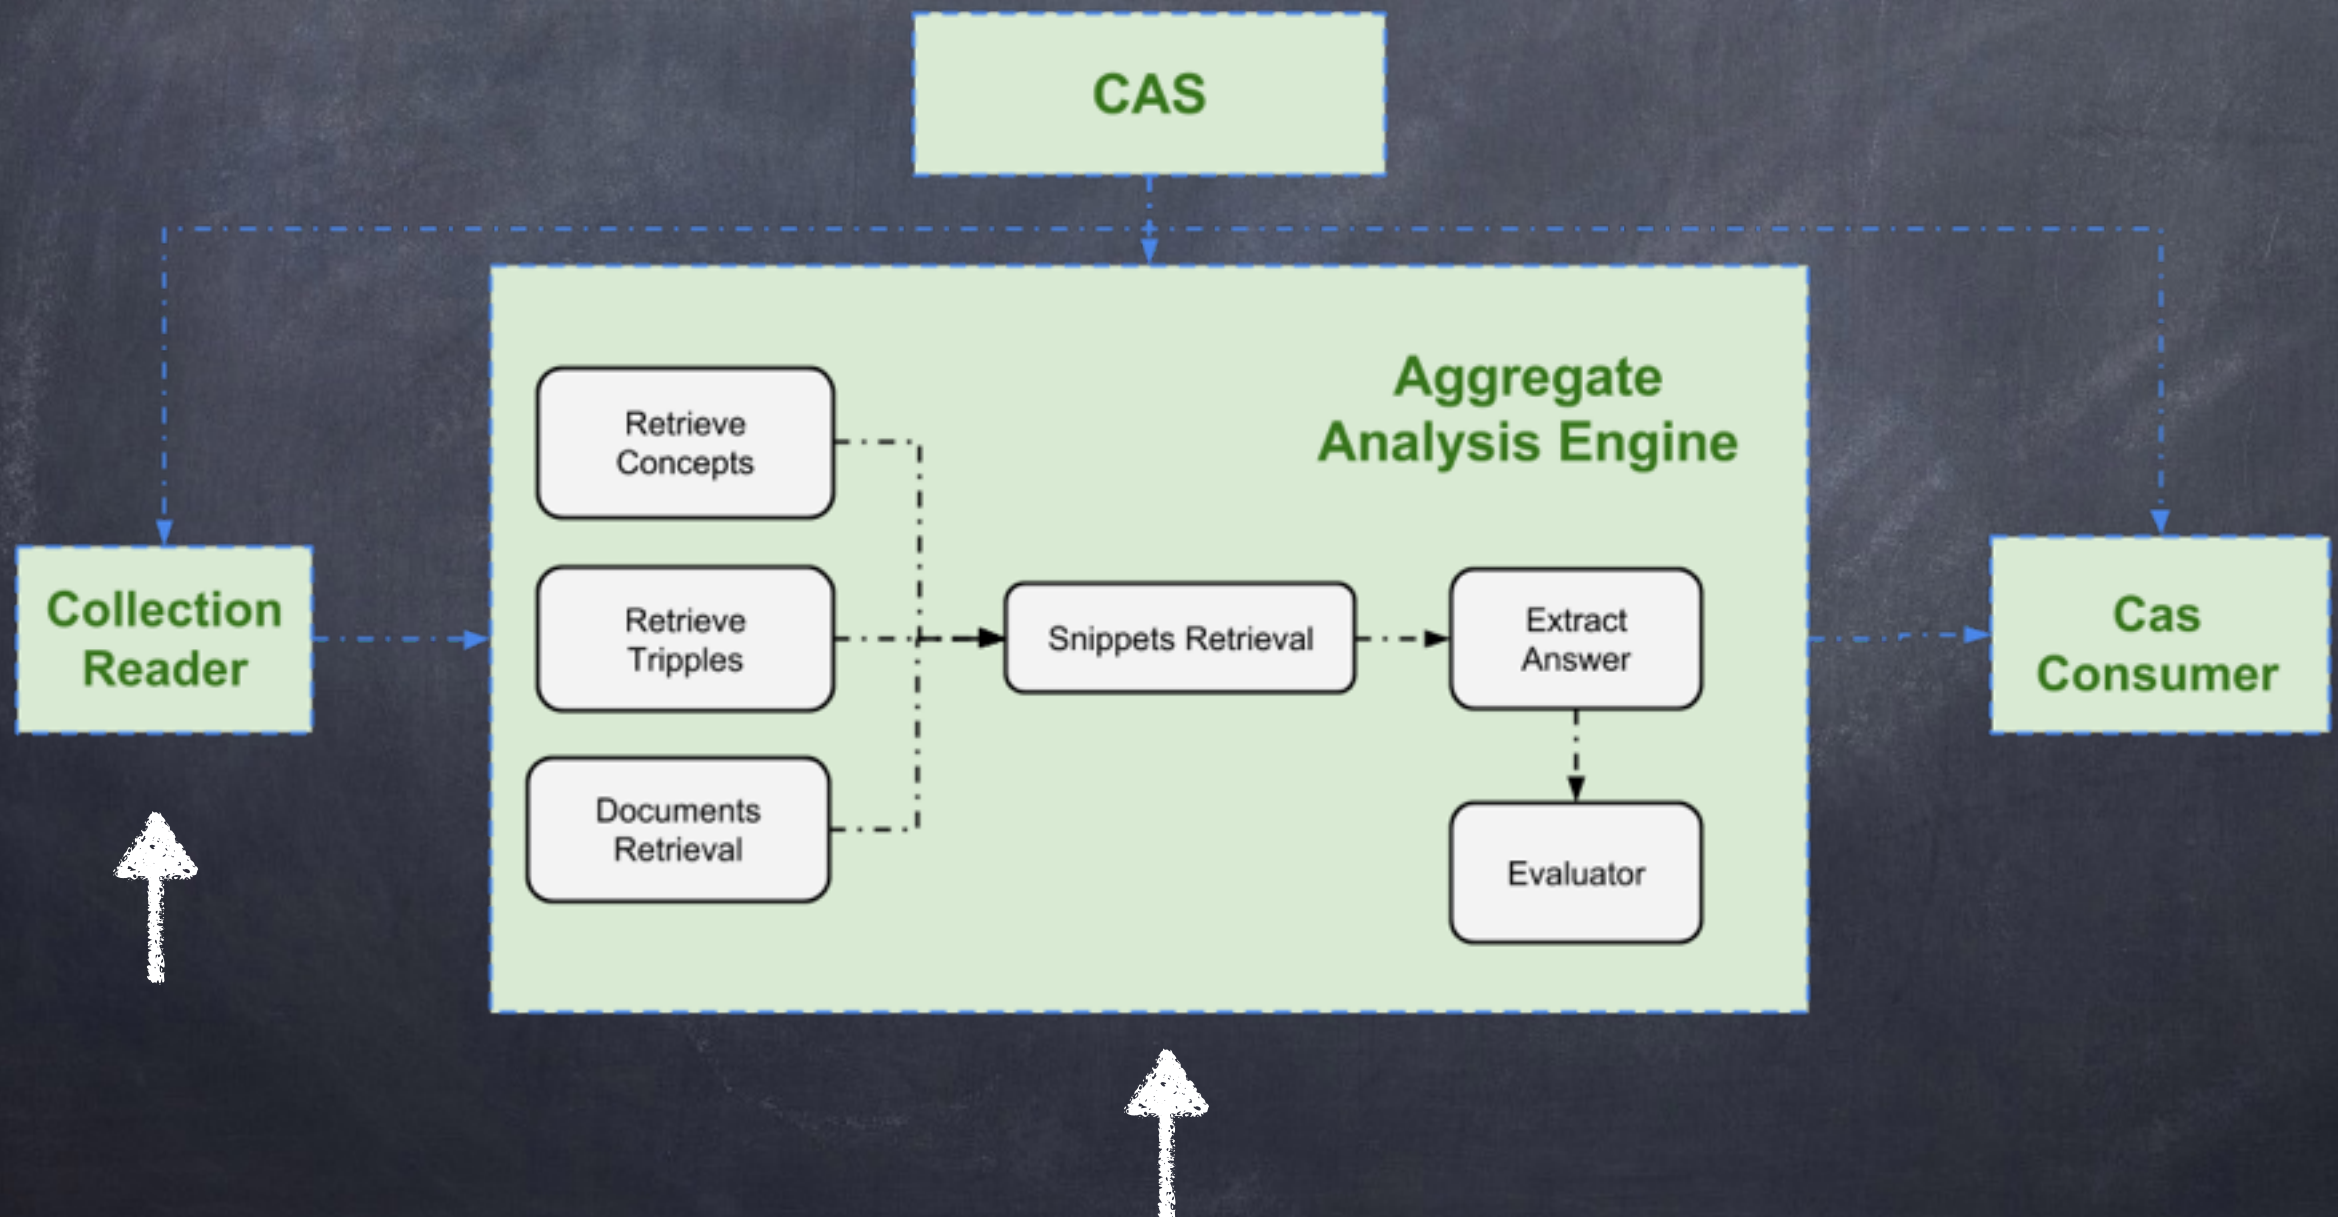 CAS
Aggregate
Analysis Engine
Retrieve
Concepts
Retrieve
Tripples
Documents
Retrieval
Snippets Retrieval
Extract
Answer
Evaluator
Collection
Reader
Cas
Consumer